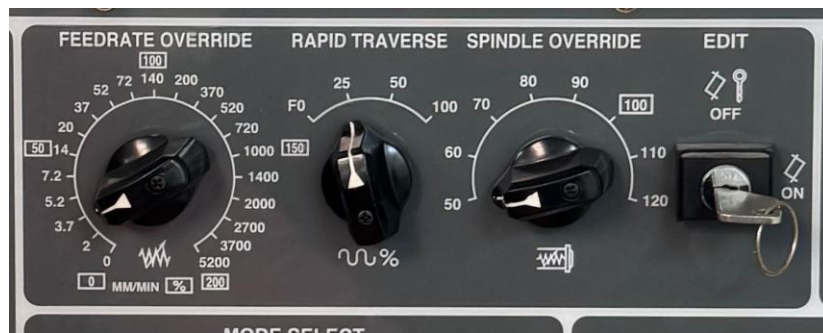 FEEDRATE OVERRIDE
100
52 72 140 200
37 370
20 520
50 14 720
7.2 1000 150
5.2 1400
3.7 2000
2 2700
0 3700
5200
0 MM/MIN % 200
RAPID TRAVERSE
F0 25 50 100
%
SPINDLE OVERRIDE
80 90
70 100
60 110
50 120
EDIT
OFF
ON
MODE SELECT